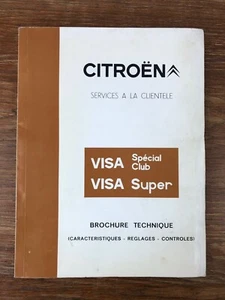 CITROËN
SERVICES A LA CLIENTELE
VISA Spécial Club
VISA Super
BROCHURE TECHNIQUE
(CARACTERISTIQUES - REGLAGES - CONTROLES)